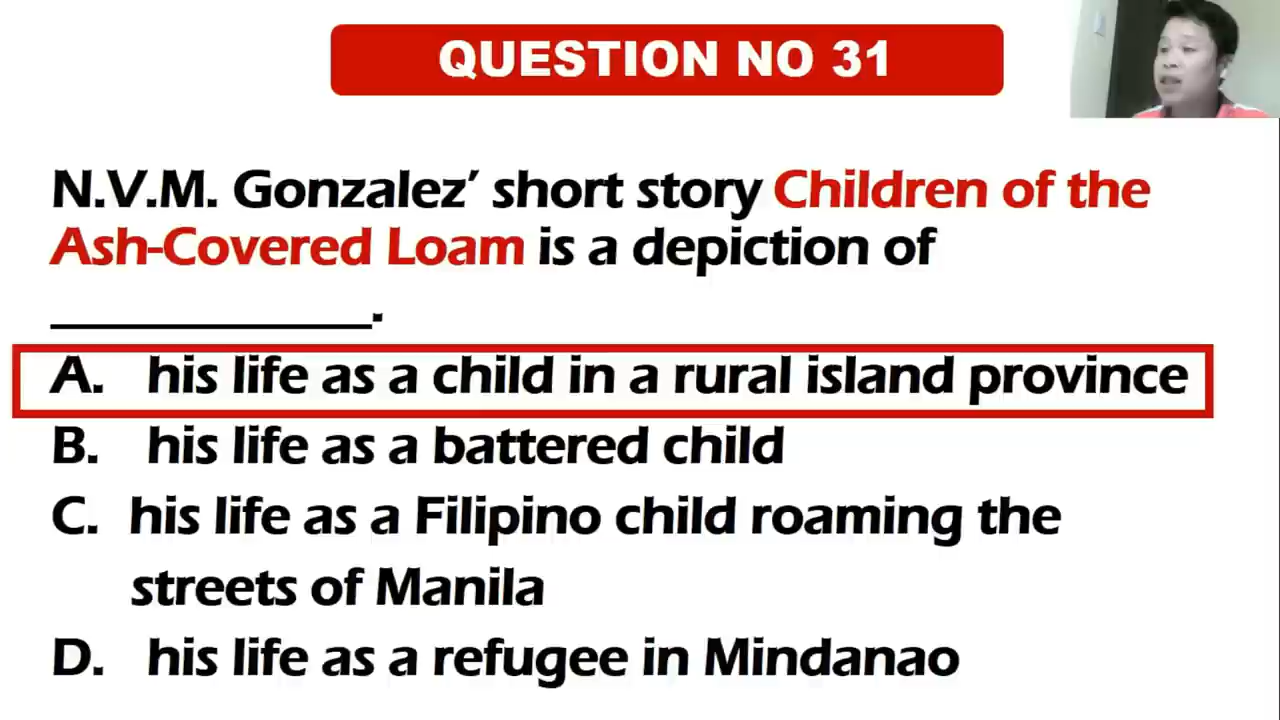 QUESTION NO 31
N.V.M. Gonzalez’ short story Children of the
Ash-Covered Loam is a depiction of
____________.
A. his life as a child in a rural island province
B. his life as a battered child
C. his life as a Filipino child roaming the
streets of Manila
D. his life as a refugee in Mindanao